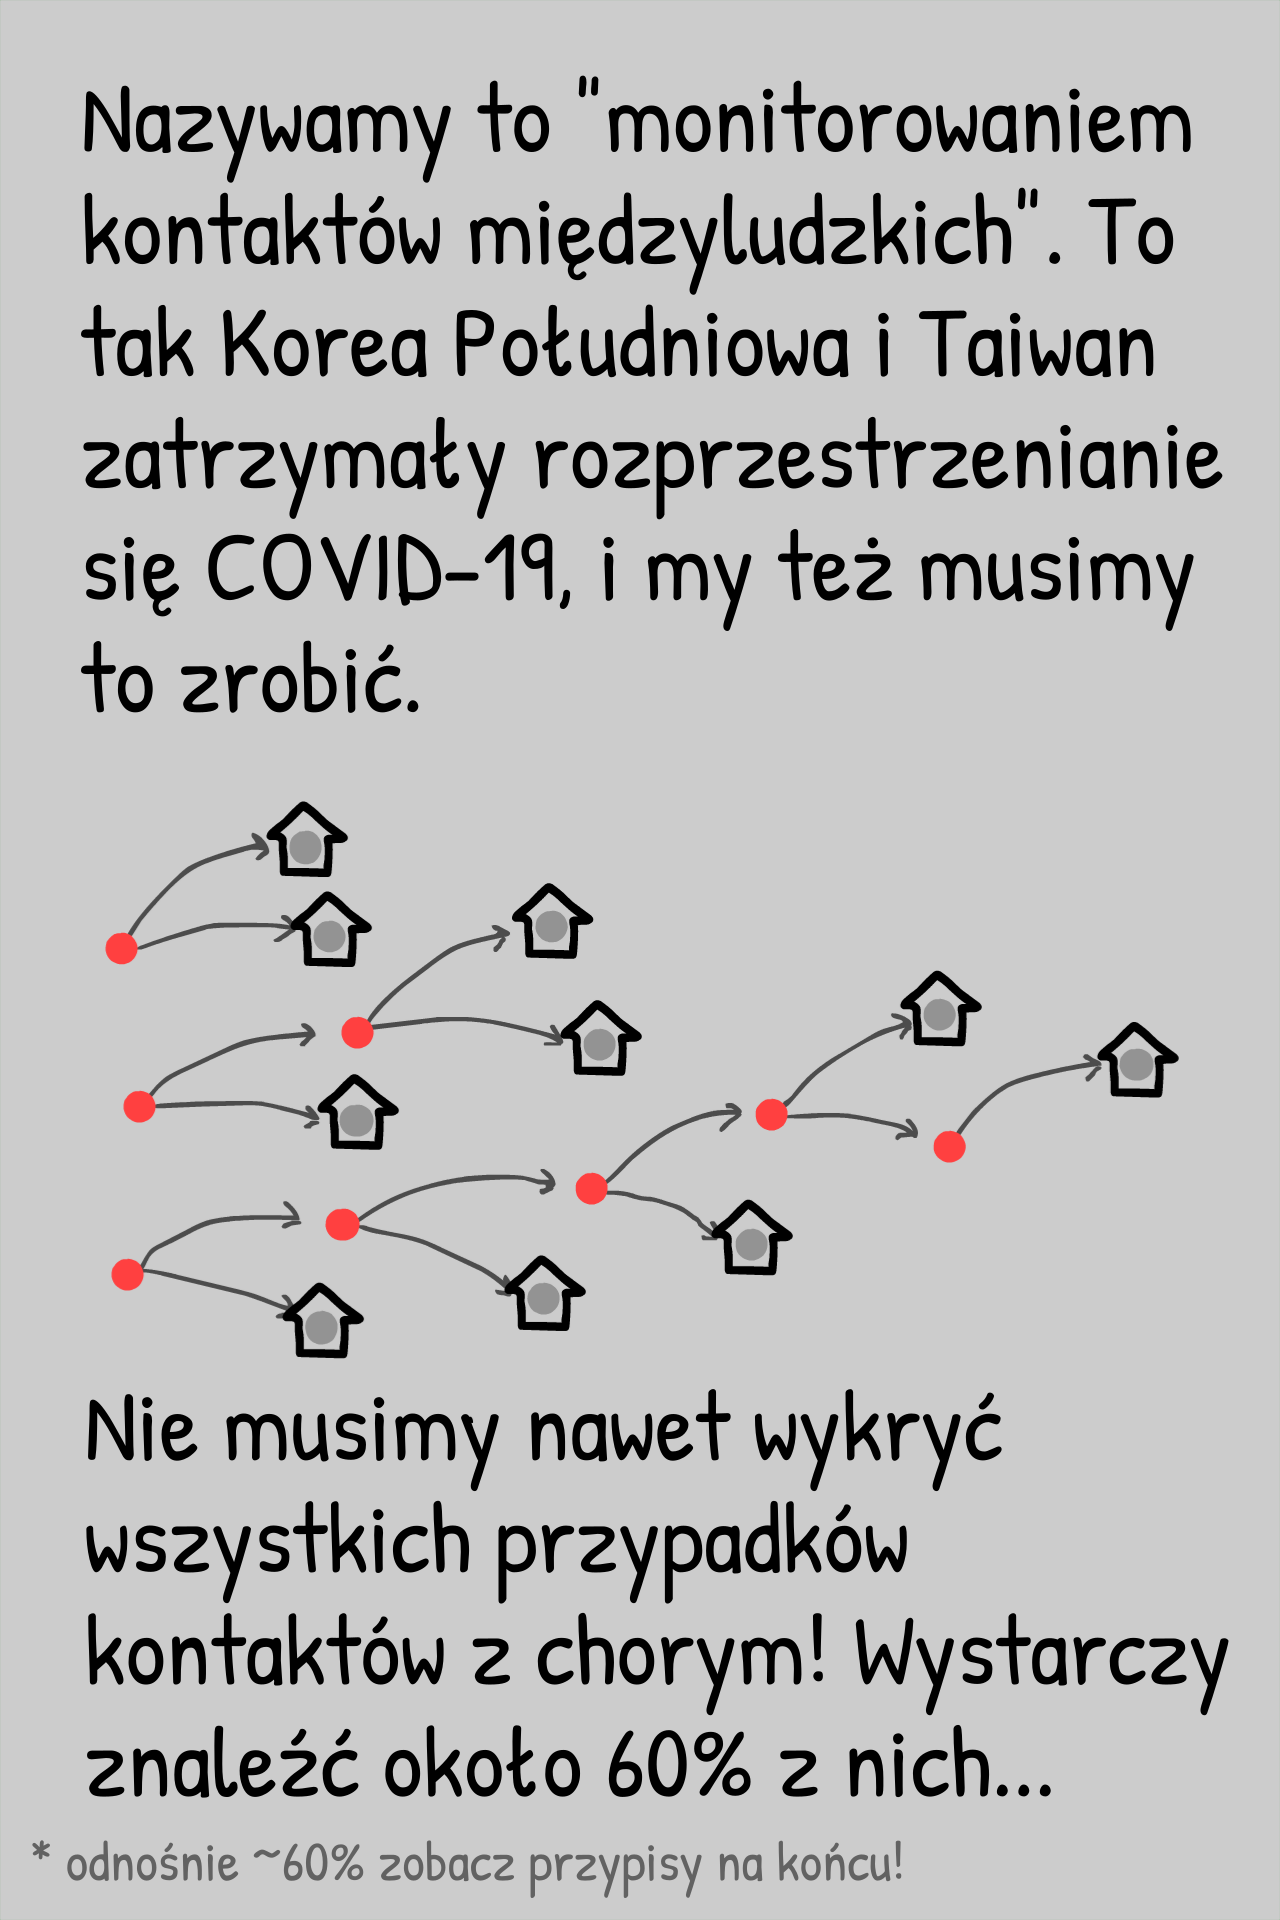 Nazywamy to "monitorowaniem
kontaktów międzyludzkich". To
tak Korea Południowa i Taiwan
zatrzymały rozprzestrzenianie
się COVID-19, i my też musimy
to zrobić.
Nie musimy nawet wykryć
wszystkich przypadków
kontaktów z chorym! Wystarczy
znaleźć około 60% z nich...
* odnośnie ~60% zobacz przypisy na końcu!